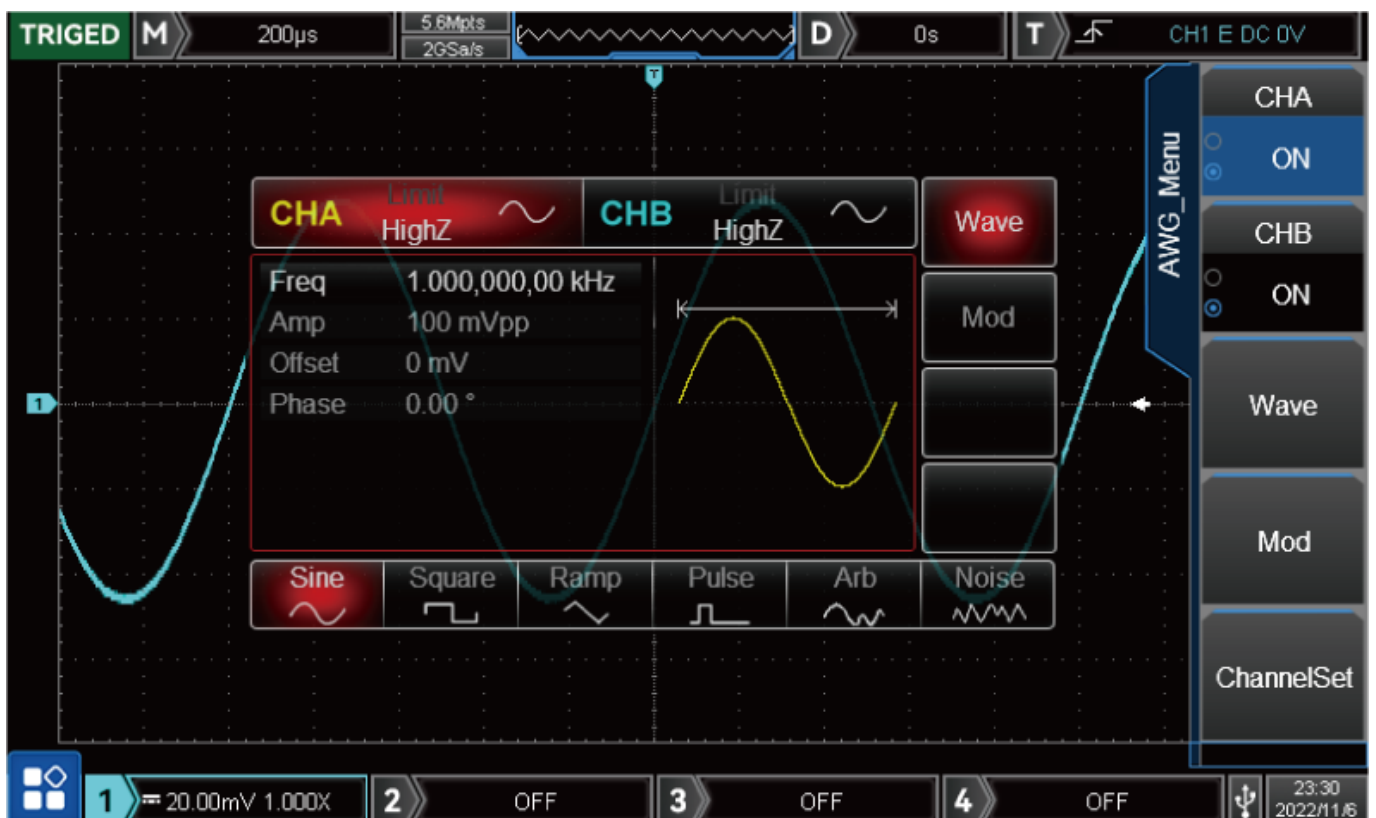 TRIGED M 200μs 5.6Mpts D 0s T CH1 E DC 0V
2GSa/s
T
CHA
ON
AWG_Menu
CHB
ON
Wave
Mod
ChannelSet
CHA Limit HighZ CHB Limit HighZ Wave
Freq 1.000,000,00 kHz
Amp 100 mVpp Mod
Offset 0 mV
Phase 0.00 °
1
Sine Square Ramp Pulse Arb Noise
1 20.00mV 1.000X 2 OFF 3 OFF 4 OFF 23:30
2022/11/6